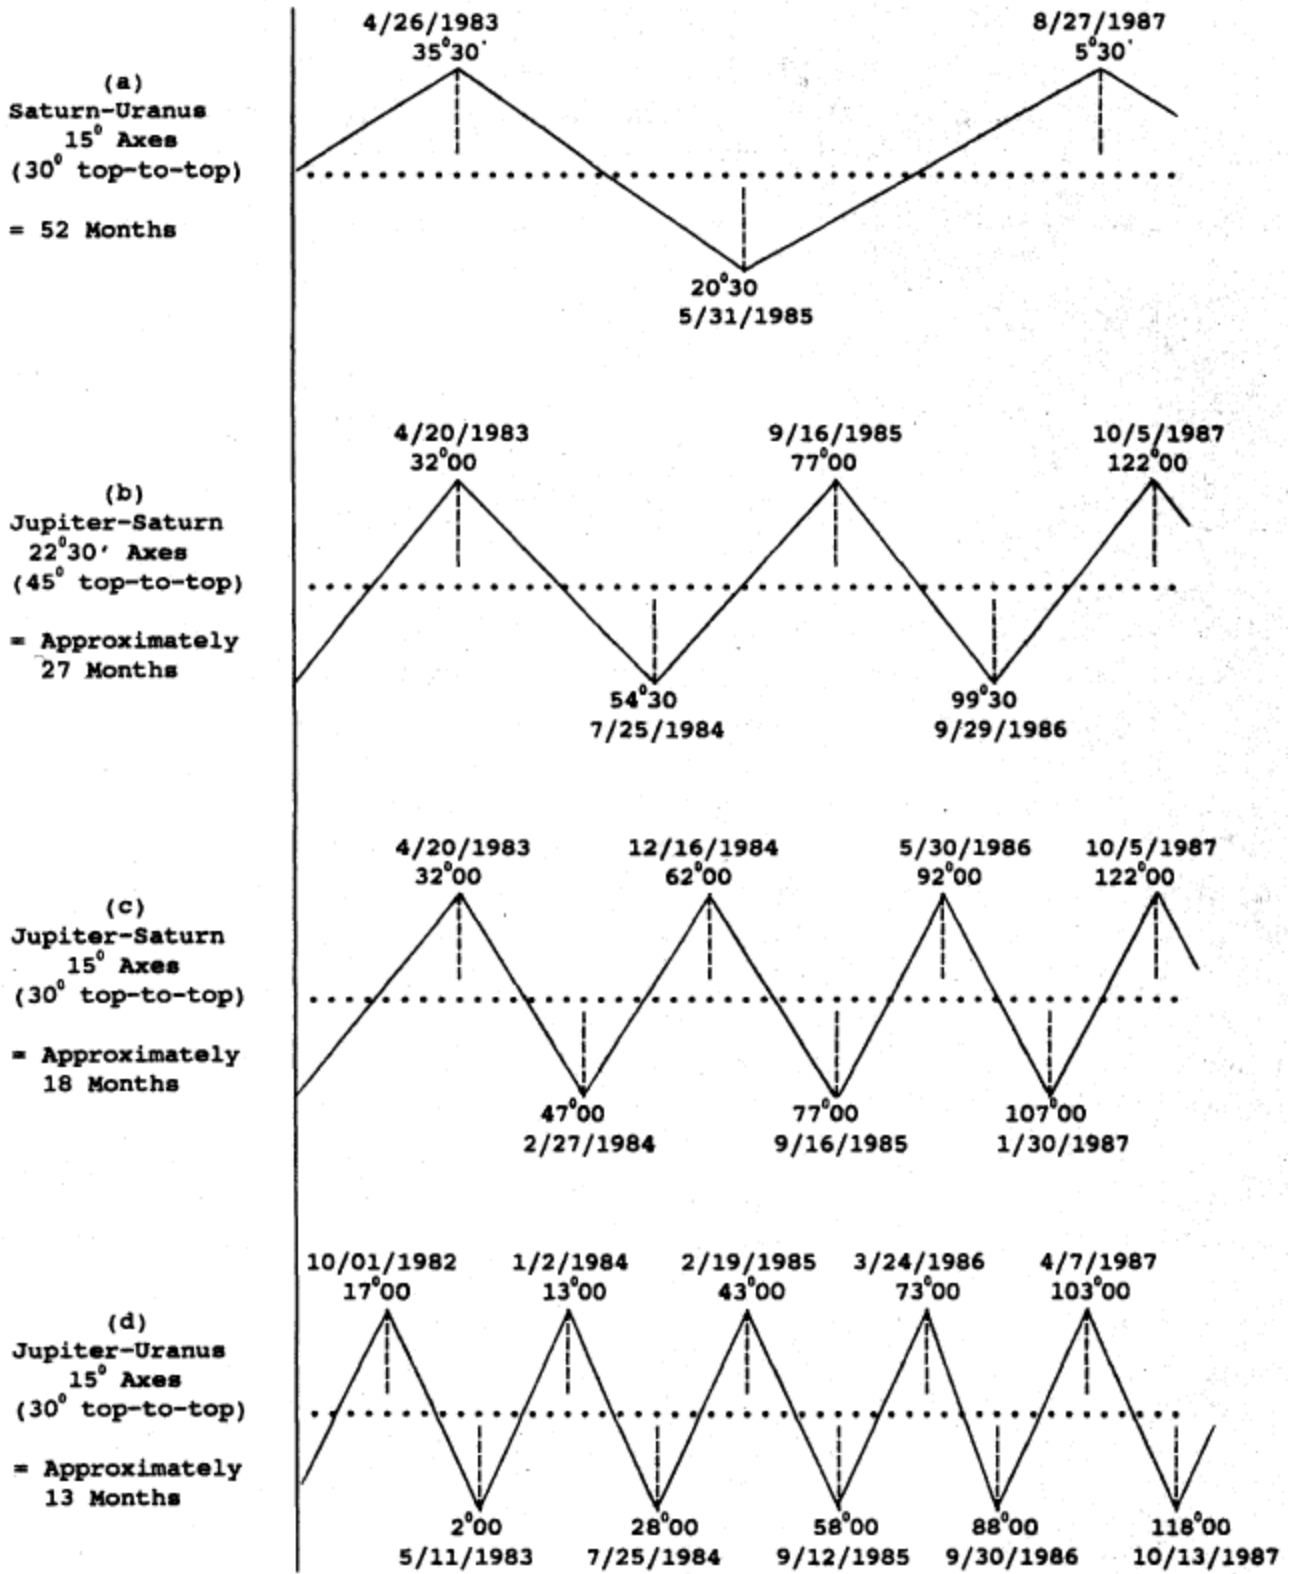 4/26/1983
35°30'
8/27/1987
5°30'
(a)
Saturn-Uranus
15° Axes
(30° top-to-top)
= 52 Months
20°30
5/31/1985
4/20/1983
32°00
9/16/1985
77°00
10/5/1987
122°00
(b)
Jupiter-Saturn
22°30' Axes
(45° top-to-top)
= Approximately
27 Months
54°30
7/25/1984
99°30
9/29/1986
4/20/1983
32°00
12/16/1984
62°00
5/30/1986
92°00
10/5/1987
122°00
(c)
Jupiter-Saturn
15° Axes
(30° top-to-top)
= Approximately
18 Months
47°00
2/27/1984
77°00
9/16/1985
107°00
1/30/1987
10/01/1982
17°00
1/2/1984
13°00
2/19/1985
43°00
3/24/1986
73°00
4/7/1987
103°00
(d)
Jupiter-Uranus
15° Axes
(30° top-to-top)
= Approximately
13 Months
2°00
5/11/1983
28°00
7/25/1984
58°00
9/12/1985
88°00
9/30/1986
118°00
10/13/1987